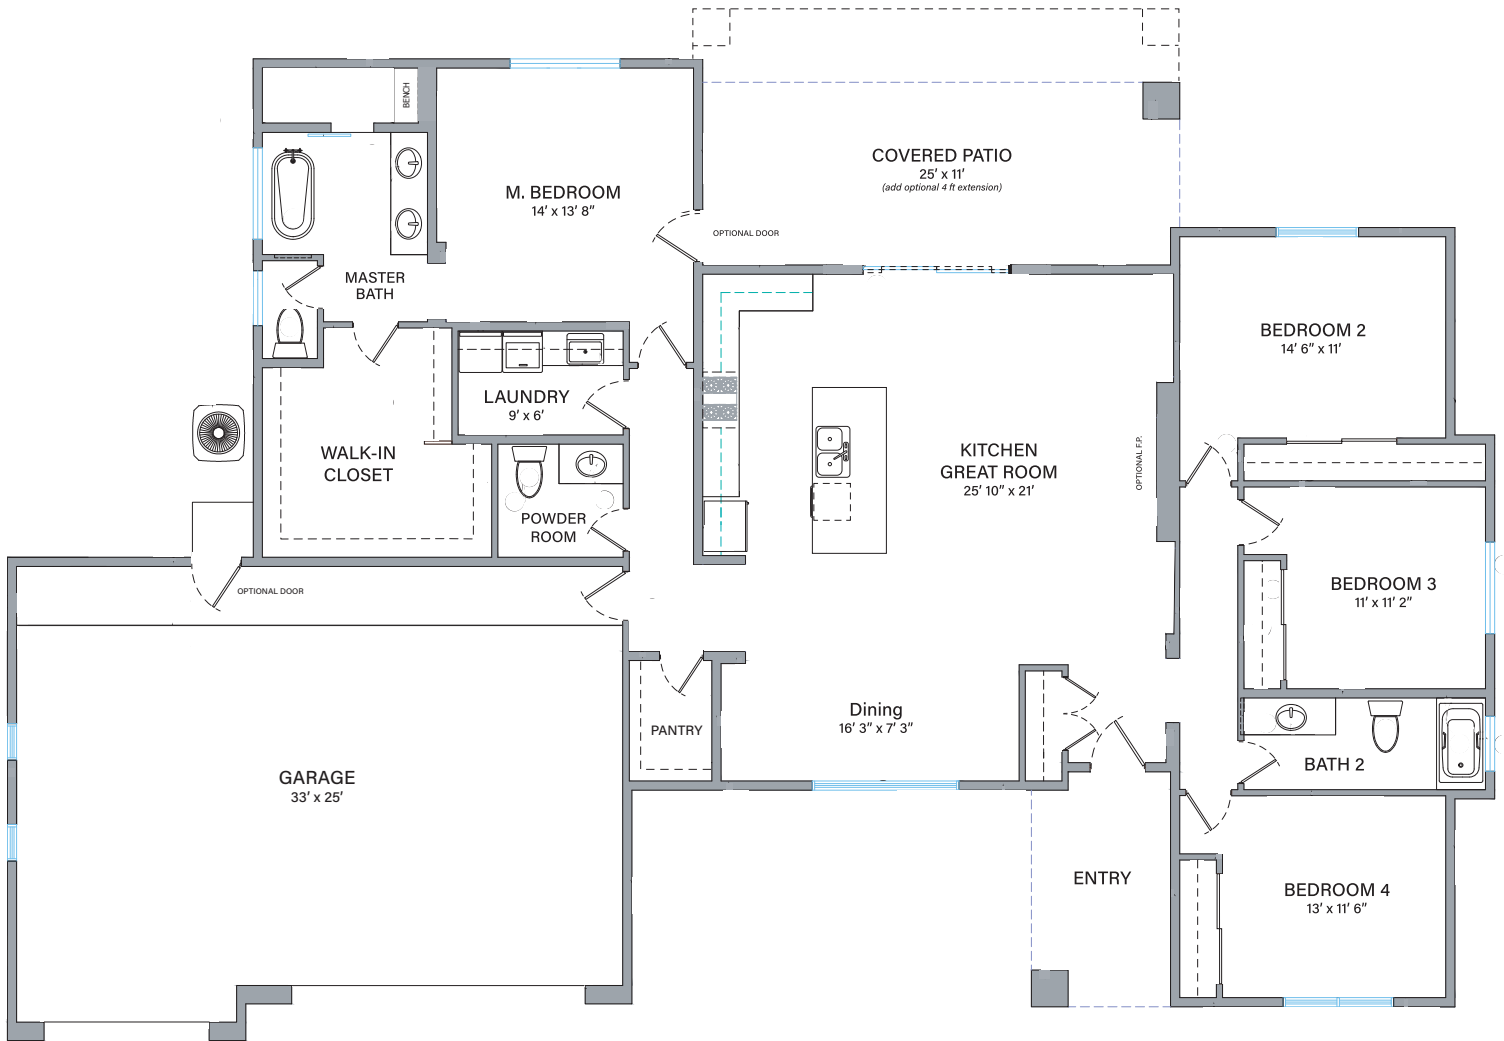 BENCH
COVERED PATIO
25′ x 11′
(add optional 4 ft extension)
M. BEDROOM
14′ x 13′ 8″
OPTIONAL DOOR
MASTER
BATH
BEDROOM 2
14′ 6″ x 11′
LAUNDRY
9′ x 6′
WALK-IN
CLOSET
KITCHEN
GREAT ROOM
25′ 10″ x 21′
OPTIONAL F.P.
POWDER
ROOM
OPTIONAL DOOR
BEDROOM 3
11′ x 11′ 2″
Dining
16′ 3″ x 7′ 3″
PANTRY
BATH 2
GARAGE
33′ x 25′
ENTRY
BEDROOM 4
13′ x 11′ 6″